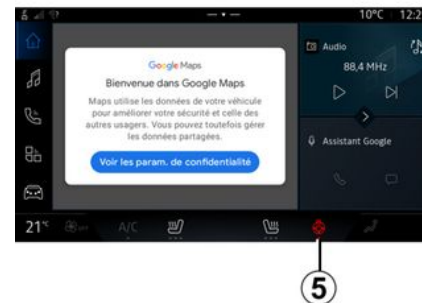 10°C 12:2
Google Maps
Bienvenue dans Google Maps
Maps utilise les données de votre véhicule
pour améliorer votre sécurité et celle des
autres usagers. Vous pouvez toutefois gérer
les données partagées.
Voir les param. de confidentialité
Audio
88,4 MHz
Assistant Google
21°C
OFF
A/C
5